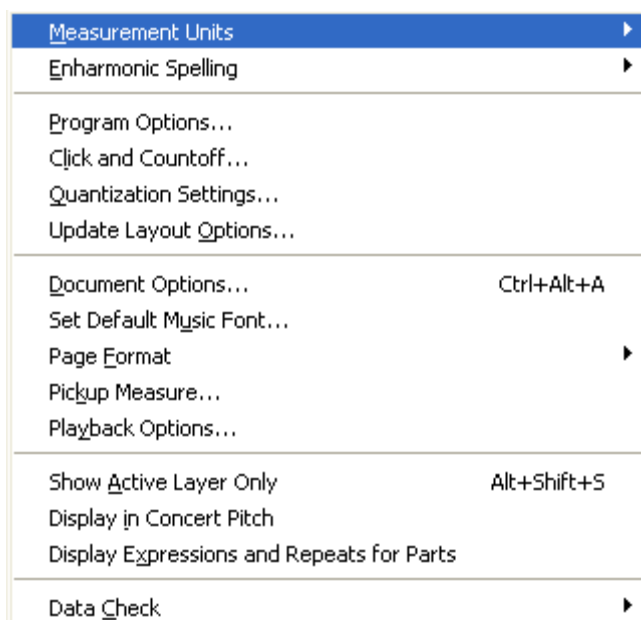 Measurement Units
Enharmonic Spelling
Program Options...
Click and Countoff...
Quantization Settings...
Update Layout Options...
Document Options... Ctrl+Alt+A
Set Default Music Font...
Page Format
Pickup Measure...
Playback Options...
Show Active Layer Only Alt+Shift+S
Display in Concert Pitch
Display Expressions and Repeats for Parts
Data Check